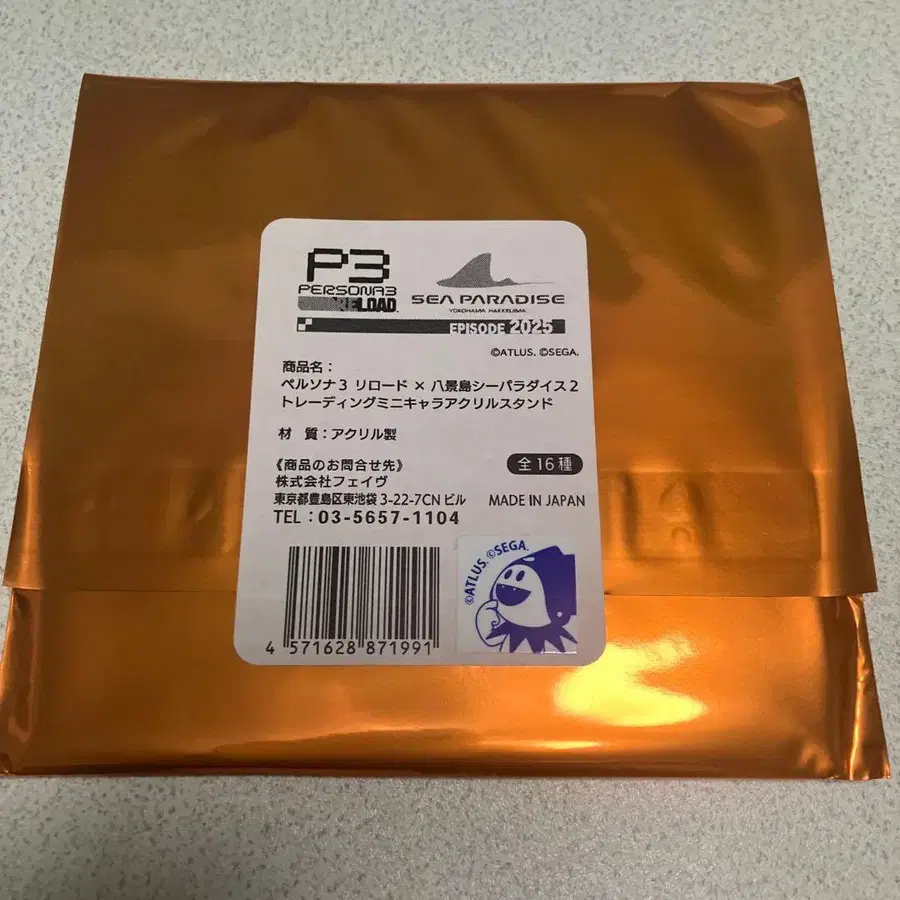 P3
PERSONA3
RELOAD™
SEA PARADISE
YOKOHAMA HAKKEIJIMA
EPISODE 2025
©ATLUS. ©SEGA.
商品名：
ペルソナ３ リロード × 八景島シーパラダイス２
トレーディングミニキャラアクリルスタンド
材　質：アクリル製
《商品のお問合せ先》
全16種
株式会社フェイヴ
東京都豊島区東池袋 3-22-7CN ビル
MADE IN JAPAN
TEL：03-5657-1104
©ATLUS. ©SEGA.
4 571628 871991